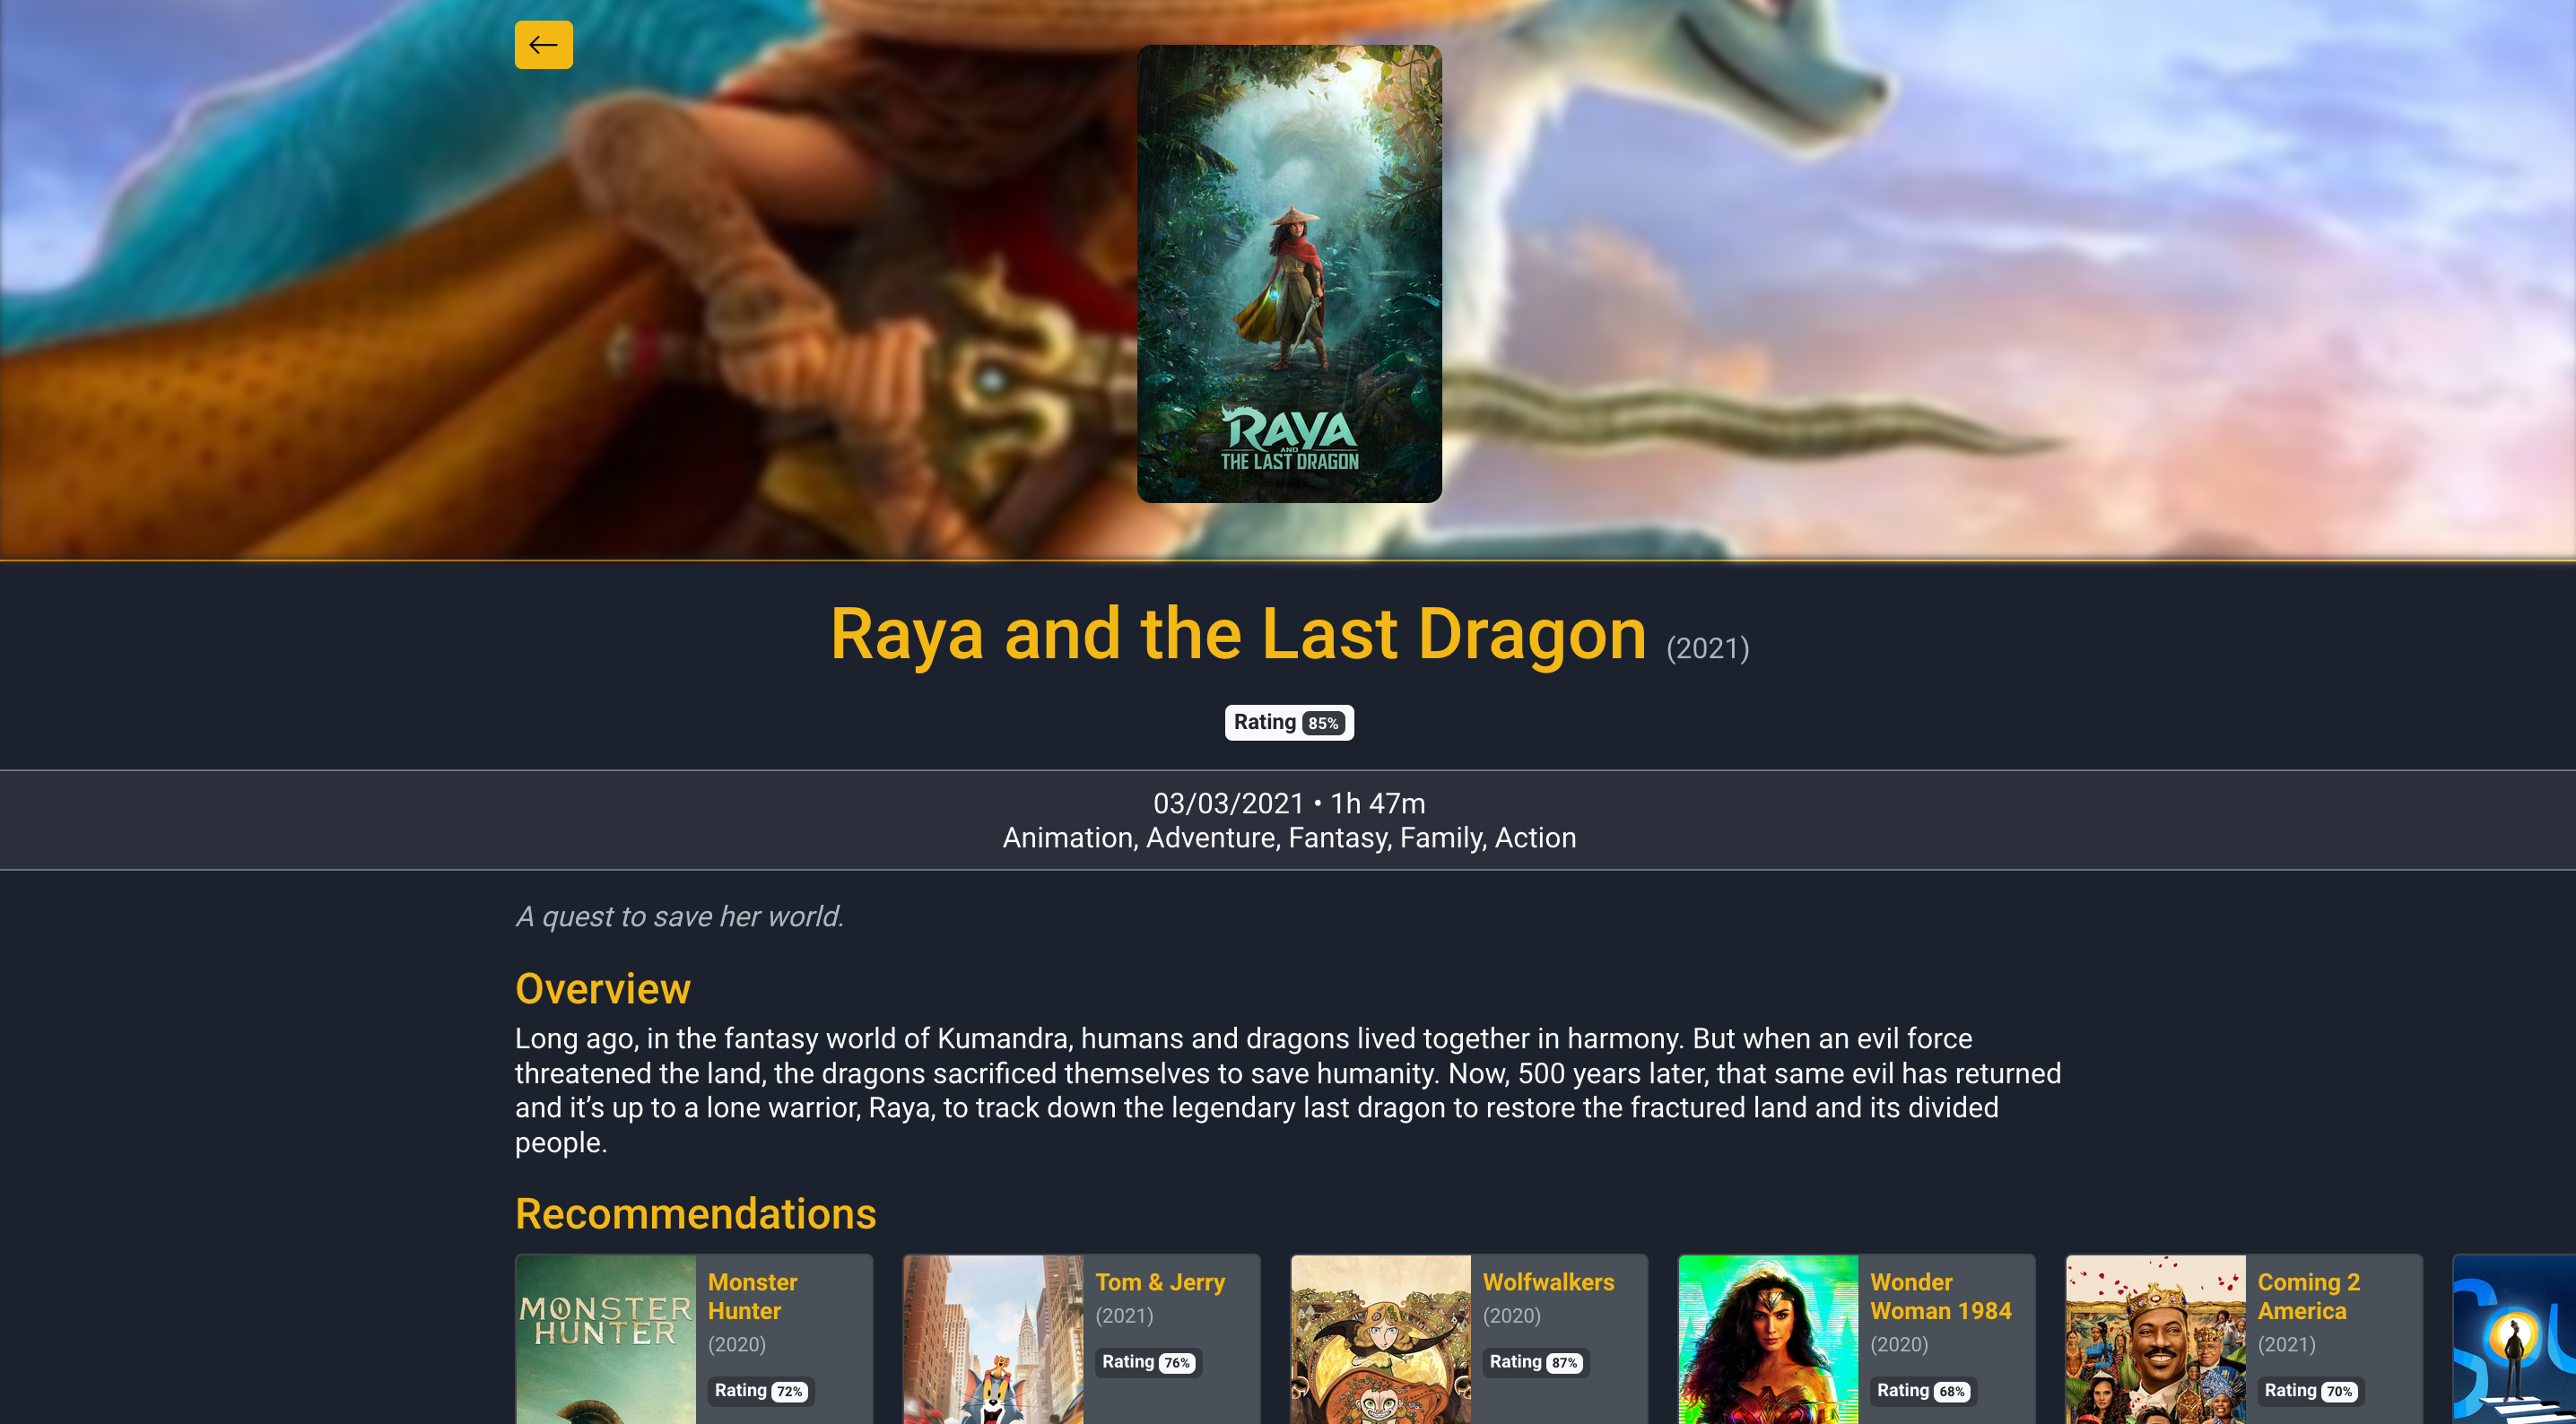 RAYA
AND
THE LAST DRAGON
Raya and the Last Dragon (2021)
Rating 85%
03/03/2021 • 1h 47m
Animation, Adventure, Fantasy, Family, Action
A quest to save her world.
Overview
Long ago, in the fantasy world of Kumandra, humans and dragons lived together in harmony. But when an evil force
threatened the land, the dragons sacrificed themselves to save humanity. Now, 500 years later, that same evil has returned
and it’s up to a lone warrior, Raya, to track down the legendary last dragon to restore the fractured land and its divided
people.
Recommendations
MONSTER
HUNTER
Monster
Hunter
(2020)
Rating 72%
Tom & Jerry
(2021)
Rating 76%
Wolfwalkers
(2020)
Rating 87%
Wonder
Woman 1984
(2020)
Rating 68%
Coming 2
America
(2021)
Rating 70%